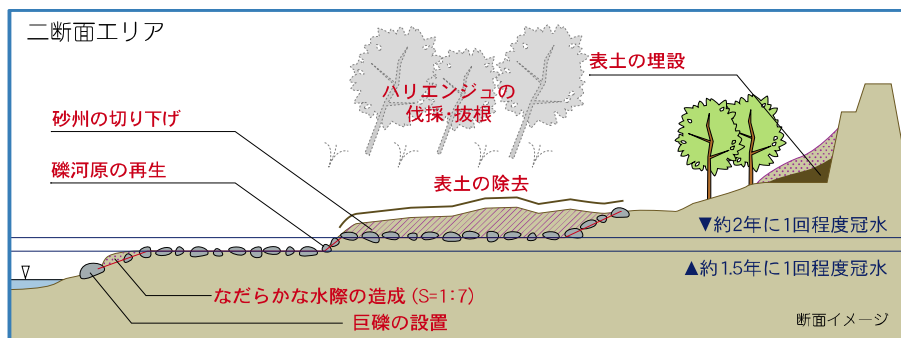 二断面エリア
表土の埋設
ハリエンジュの
伐採・抜根
砂州の切り下げ
礫河原の再生
表土の除去
▼約2年に1回程度冠水
▲約1.5年に1回程度冠水
なだらかな水際の造成(S=1:7)
巨礫の設置
断面イメージ